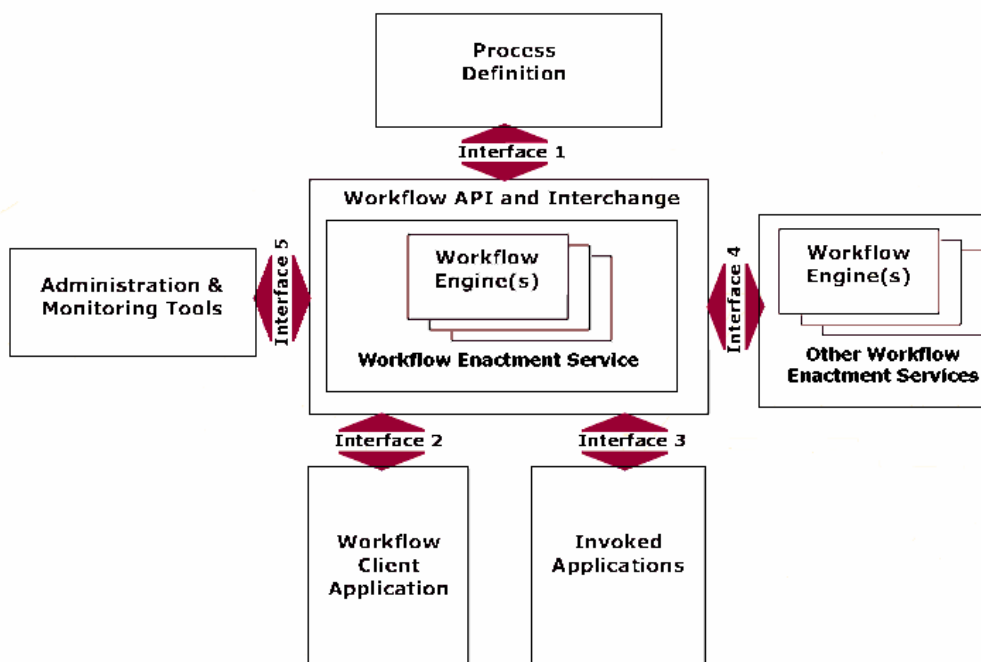 Process
Definition
Interface 1
Workflow API and Interchange
Workflow
Engine(s)
Workflow Enactment Service
Interface 5
Administration &
Monitoring Tools
Interface 4
Workflow
Engine(s)
Other Workflow
Enactment Services
Interface 2
Interface 3
Workflow
Client
Application
Invoked
Applications